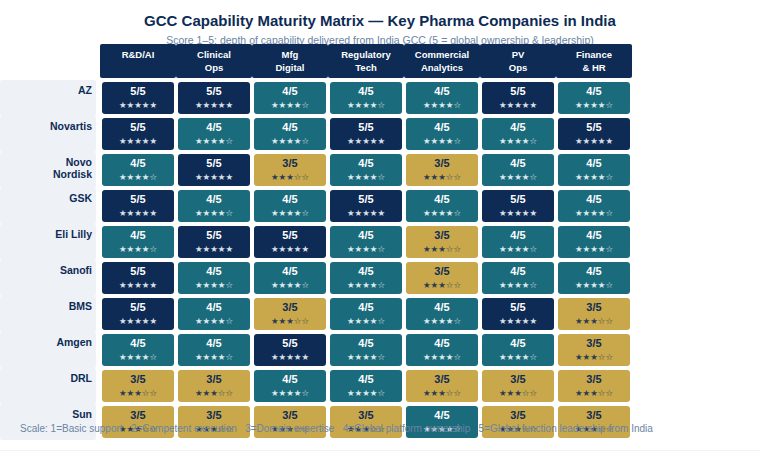 GCC Capability Maturity Matrix — Key Pharma Companies in India
Score 1–5: depth of capability delivered from India GCC (5 = global ownership & leadership)
R&D/AI Clinical Ops Mfg Digital Regulatory Tech Commercial Analytics PV Ops Finance & HR
AZ 5/5 5/5 4/5 4/5 4/5 5/5 4/5
★★★★★ ★★★★★ ★★★★☆ ★★★★☆ ★★★★☆ ★★★★★ ★★★★☆
Novartis 5/5 4/5 4/5 5/5 4/5 4/5 5/5
★★★★★ ★★★★☆ ★★★★☆ ★★★★★ ★★★★☆ ★★★★☆ ★★★★★
Novo Nordisk 4/5 5/5 3/5 4/5 3/5 4/5 4/5
★★★★☆ ★★★★★ ★★★☆☆ ★★★★☆ ★★★☆☆ ★★★★☆ ★★★★☆
GSK 5/5 4/5 4/5 5/5 4/5 5/5 4/5
★★★★★ ★★★★☆ ★★★★☆ ★★★★★ ★★★★☆ ★★★★★ ★★★★☆
Eli Lilly 4/5 5/5 5/5 4/5 3/5 4/5 4/5
★★★★☆ ★★★★★ ★★★★★ ★★★★☆ ★★★☆☆ ★★★★☆ ★★★★☆
Sanofi 5/5 4/5 4/5 4/5 3/5 4/5 4/5
★★★★★ ★★★★☆ ★★★★☆ ★★★★☆ ★★★☆☆ ★★★★☆ ★★★★☆
BMS 5/5 4/5 3/5 4/5 4/5 5/5 3/5
★★★★★ ★★★★☆ ★★★☆☆ ★★★★☆ ★★★★☆ ★★★★★ ★★★☆☆
Amgen 4/5 4/5 5/5 4/5 4/5 4/5 3/5
★★★★☆ ★★★★☆ ★★★★★ ★★★★☆ ★★★★☆ ★★★★☆ ★★★☆☆
DRL 3/5 3/5 4/5 4/5 3/5 3/5 3/5
★★★☆☆ ★★★☆☆ ★★★★☆ ★★★★☆ ★★★☆☆ ★★★☆☆ ★★★☆☆
Sun 3/5 3/5 3/5 3/5 4/5 3/5 3/5
★★★☆☆ ★★★☆☆ ★★★☆☆ ★★★☆☆ ★★★★☆ ★★★☆☆ ★★★☆☆
Scale: 1=Basic support 2=Competent execution 3=Domain expertise 4=Global platform ownership 5=Global function leadership from India